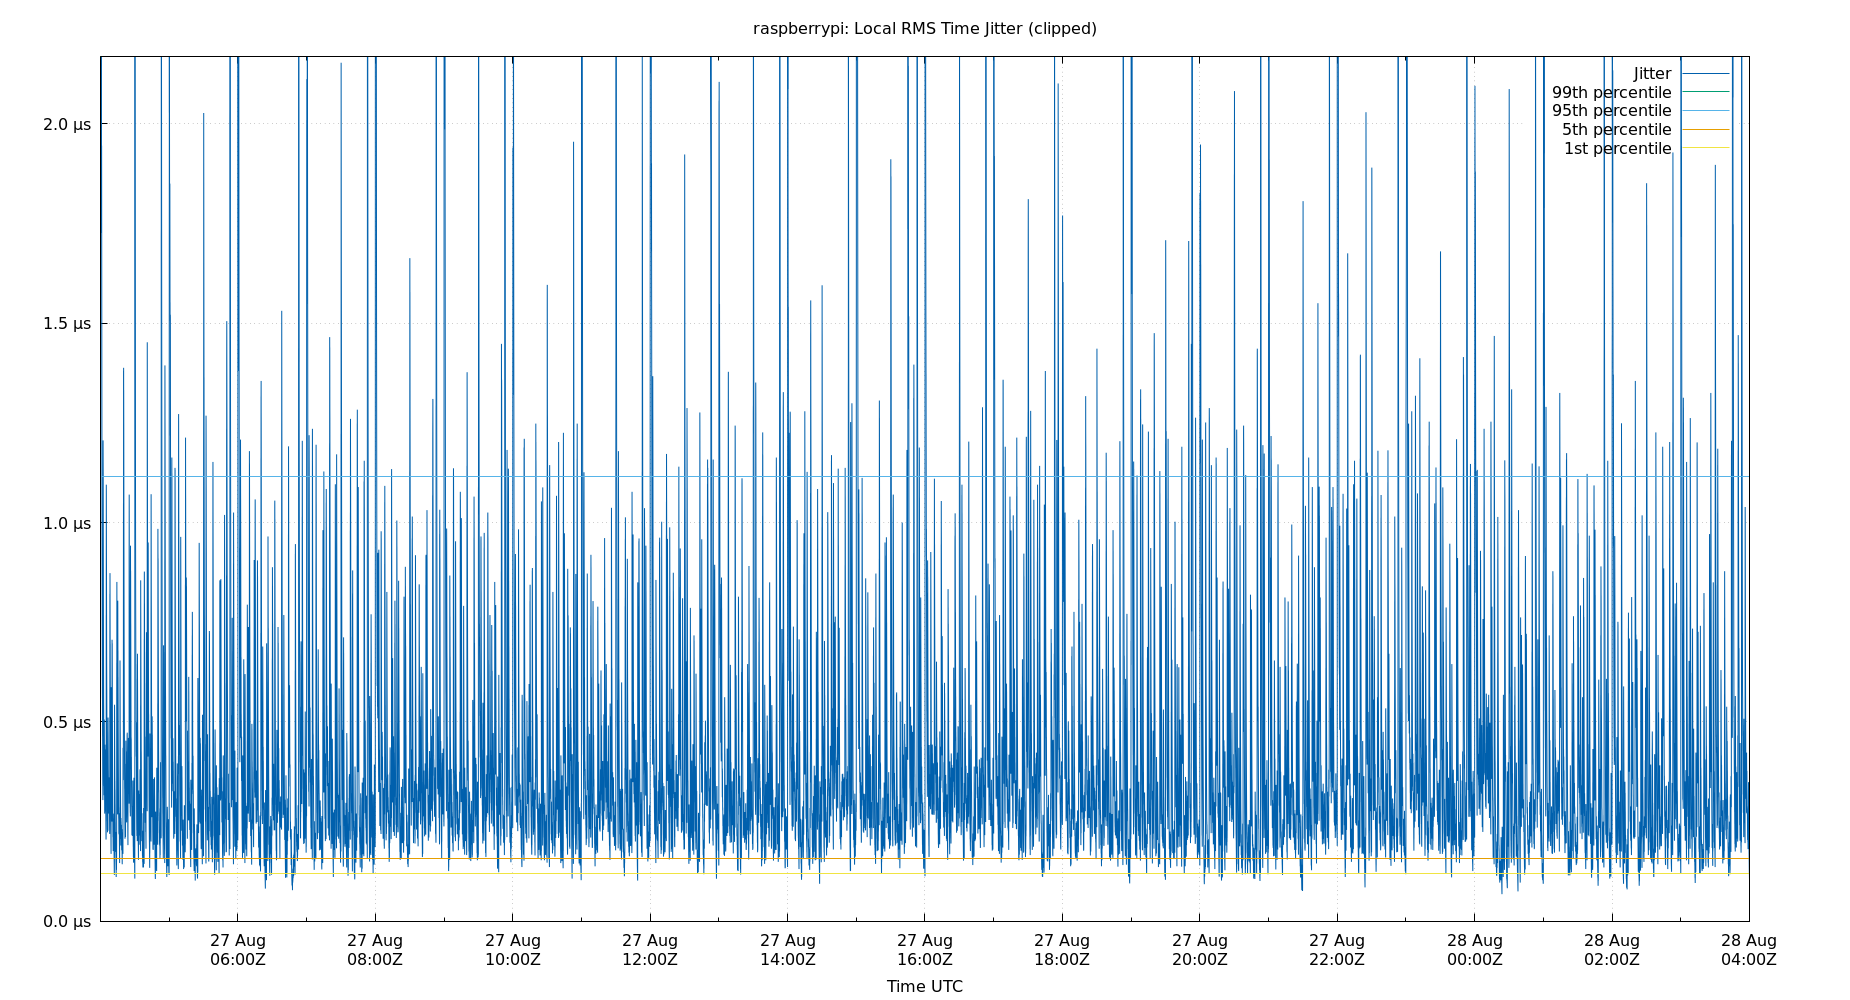 raspberrypi: Local RMS Time Jitter (clipped)
Jitter
99th percentile
95th percentile
5th percentile
1st percentile
2.0 μs
1.5 μs
1.0 μs
0.5 μs
0.0 μs
27 Aug 27 Aug 27 Aug 27 Aug 27 Aug 27 Aug 27 Aug 27 Aug 27 Aug 28 Aug 28 Aug 28 Aug
06:00Z 08:00Z 10:00Z 12:00Z 14:00Z 16:00Z 18:00Z 20:00Z 22:00Z 00:00Z 02:00Z 04:00Z
Time UTC